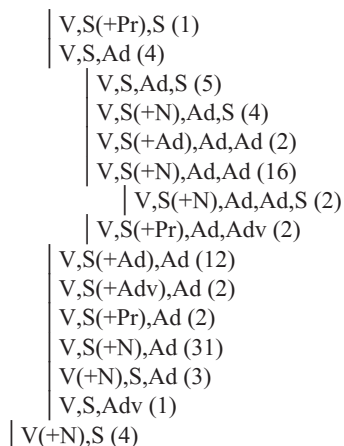 V,S(+Pr),S (1)
V,S,Ad (4)
V,S,Ad,S (5)
V,S(+N),Ad,S (4)
V,S(+Ad),Ad,Ad (2)
V,S(+N),Ad,Ad (16)
V,S(+N),Ad,Ad,S (2)
V,S(+Pr),Ad,Adv (2)
V,S(+Ad),Ad (12)
V,S(+Adv),Ad (2)
V,S(+Pr),Ad (2)
V,S(+N),Ad (31)
V(+N),S,Ad (3)
V,S,Adv (1)
V(+N),S (4)